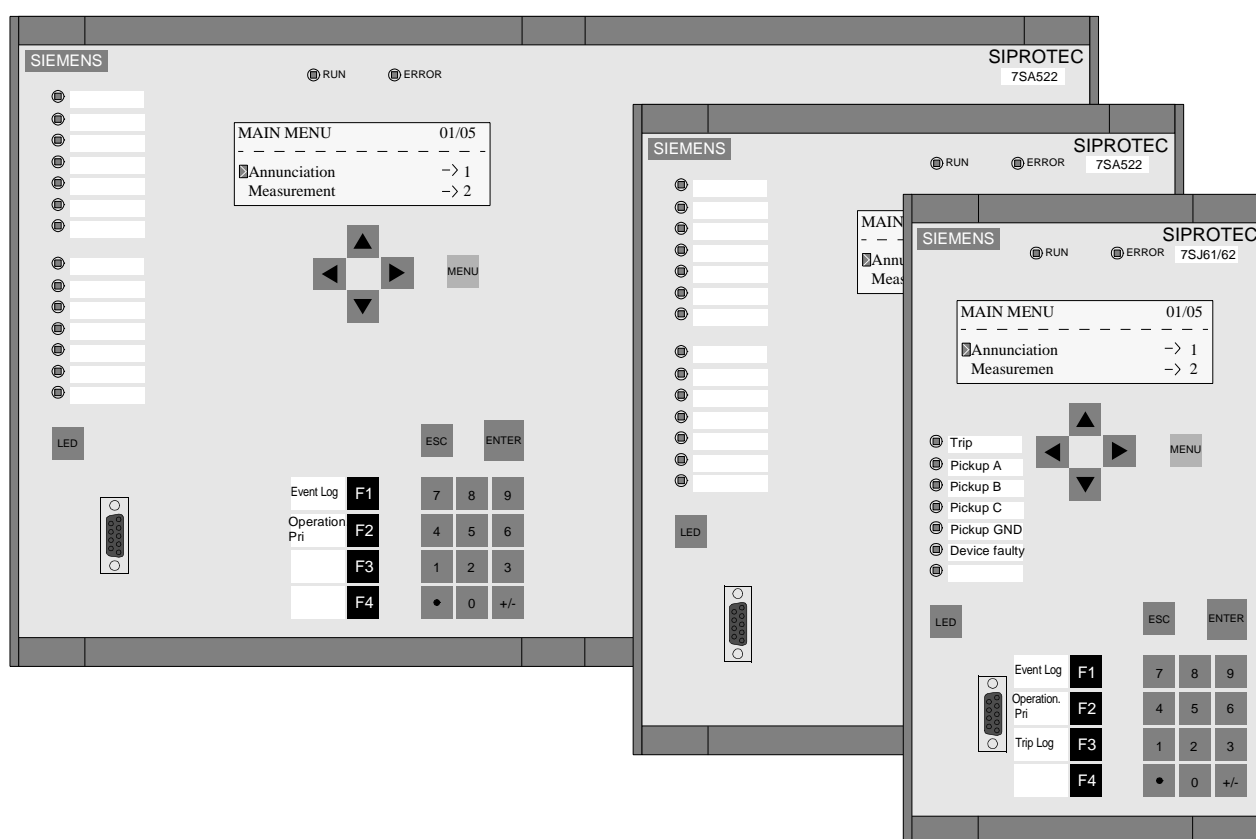 SIEMENS
SIPROTEC
7SA522
RUN
ERROR
MAIN MENU 01/05
Annunciation –> 1
Measurement –> 2
MENU
LED
ESC
ENTER
Event Log F1 7 8 9
Operation F2 4 5 6
Pri
F3 1 2 3
F4 • 0 +/-
SIEMENS
SIPROTEC
7SA522
RUN
ERROR
MAIN
Annu
Meas
LED
SIEMENS
SIPROTEC
7SJ61/62
RUN
ERROR
MAIN MENU 01/05
Annunciation –> 1
Measuremen –> 2
MENU
Trip
Pickup A
Pickup B
Pickup C
Pickup GND
Device faulty
LED
ESC
ENTER
Event Log F1 7 8 9
Operation. F2 4 5 6
Pri
Trip Log F3 1 2 3
F4 • 0 +/-